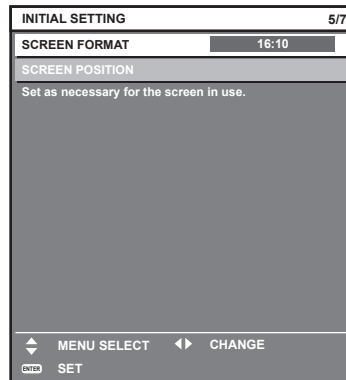 INITIAL SETTING 5/7
SCREEN FORMAT 16:10
SCREEN POSITION
Set as necessary for the screen in use.
MENU SELECT CHANGE
ENTER SET